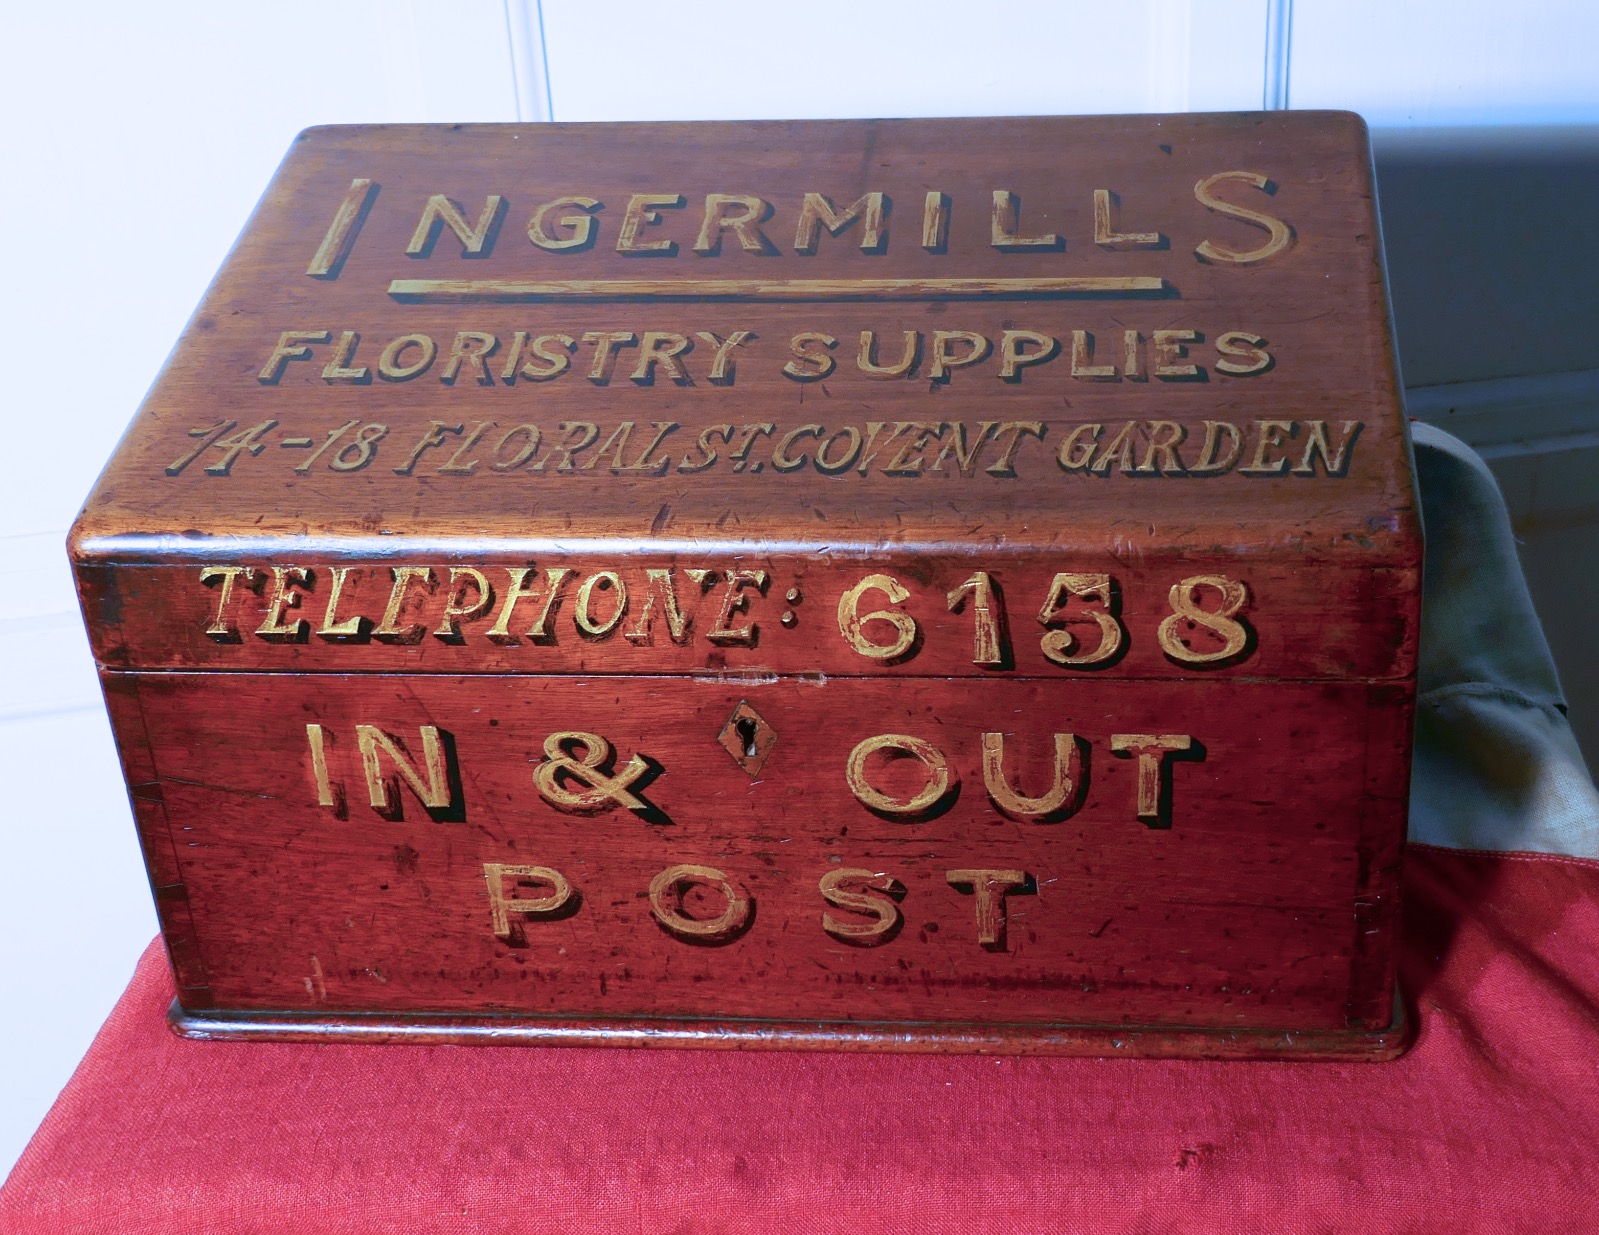 INGERMILLS
FLORISTRY SUPPLIES
14-18 FLORAL ST. COVENT GARDEN
TELEPHONE: 6158
IN & OUT
POST